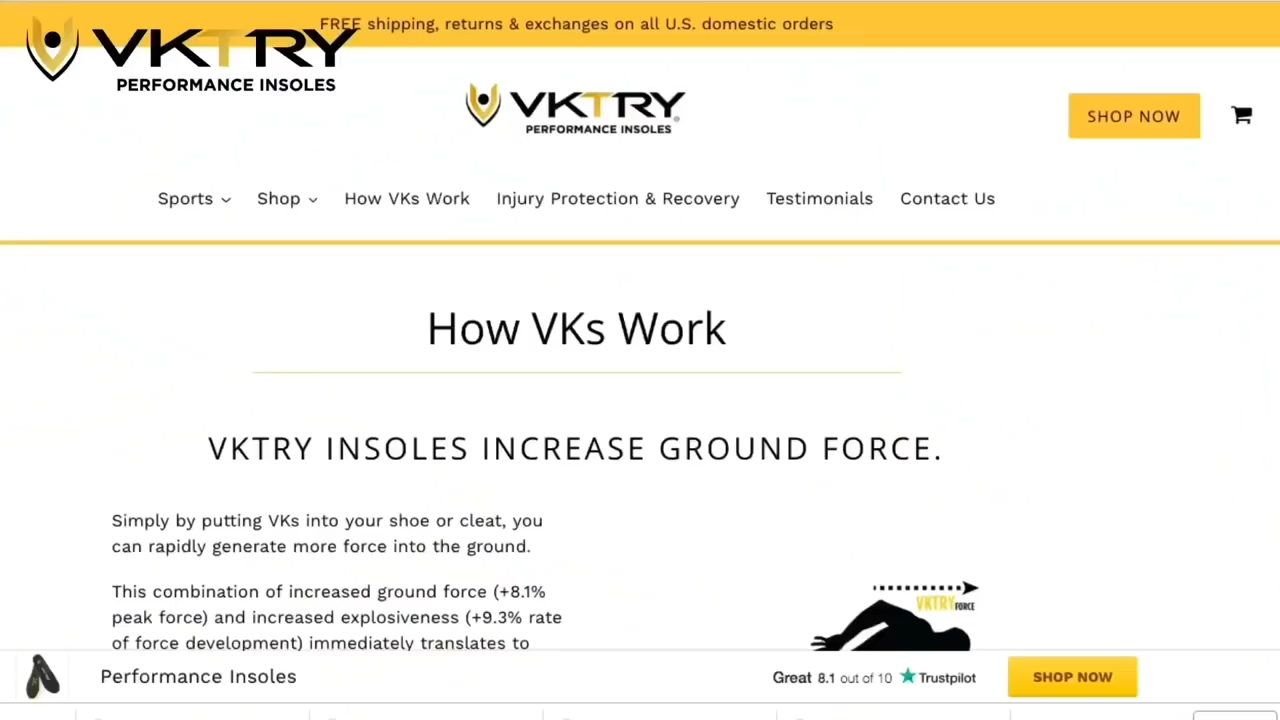 FREE shipping, returns & exchanges on all U.S. domestic orders
VKTRY
PERFORMANCE INSOLES
VKTRY®
PERFORMANCE INSOLES
SHOP NOW
Sports Shop How VKs Work Injury Protection & Recovery Testimonials Contact Us
How VKs Work
VKTRY INSOLES INCREASE GROUND FORCE.
Simply by putting VKs into your shoe or cleat, you
can rapidly generate more force into the ground.
This combination of increased ground force (+8.1%
peak force) and increased explosiveness (+9.3% rate
of force development) immediately translates to
VKTRY FORCE
Performance Insoles
Great 8.1 out of 10 Trustpilot
SHOP NOW